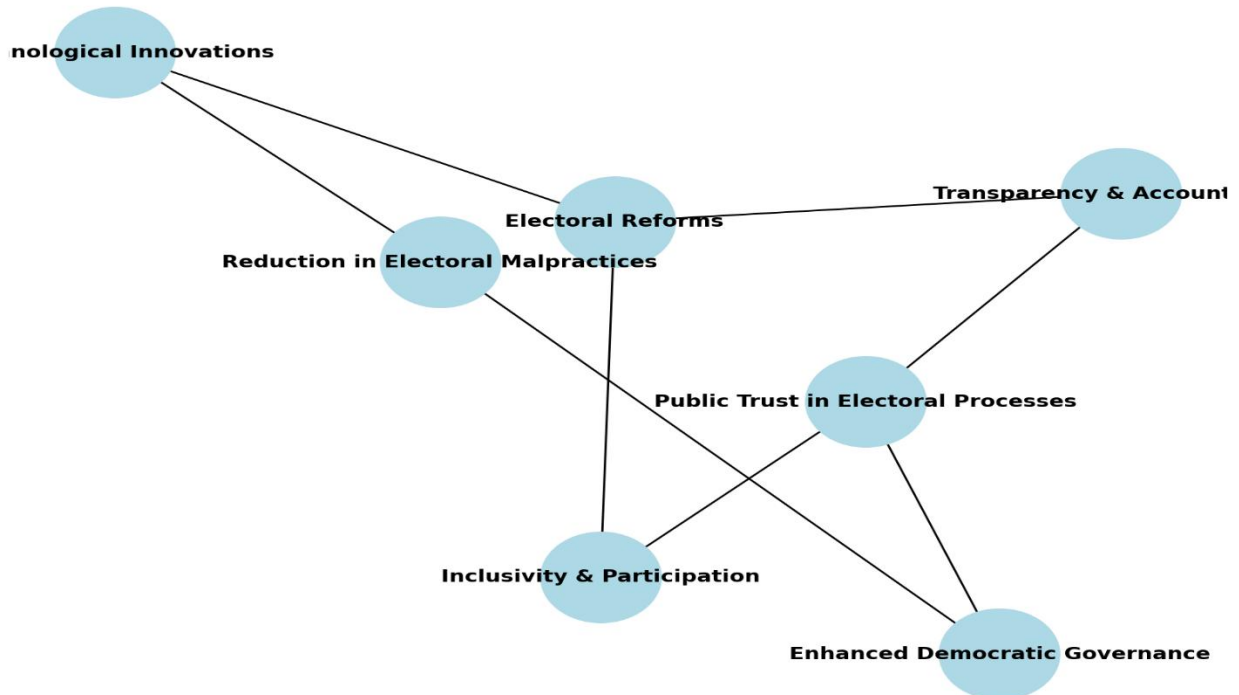 nological Innovations
Transparency & Account
Electoral Reforms
Reduction in Electoral Malpractices
Public Trust in Electoral Processes
Inclusivity & Participation
Enhanced Democratic Governance